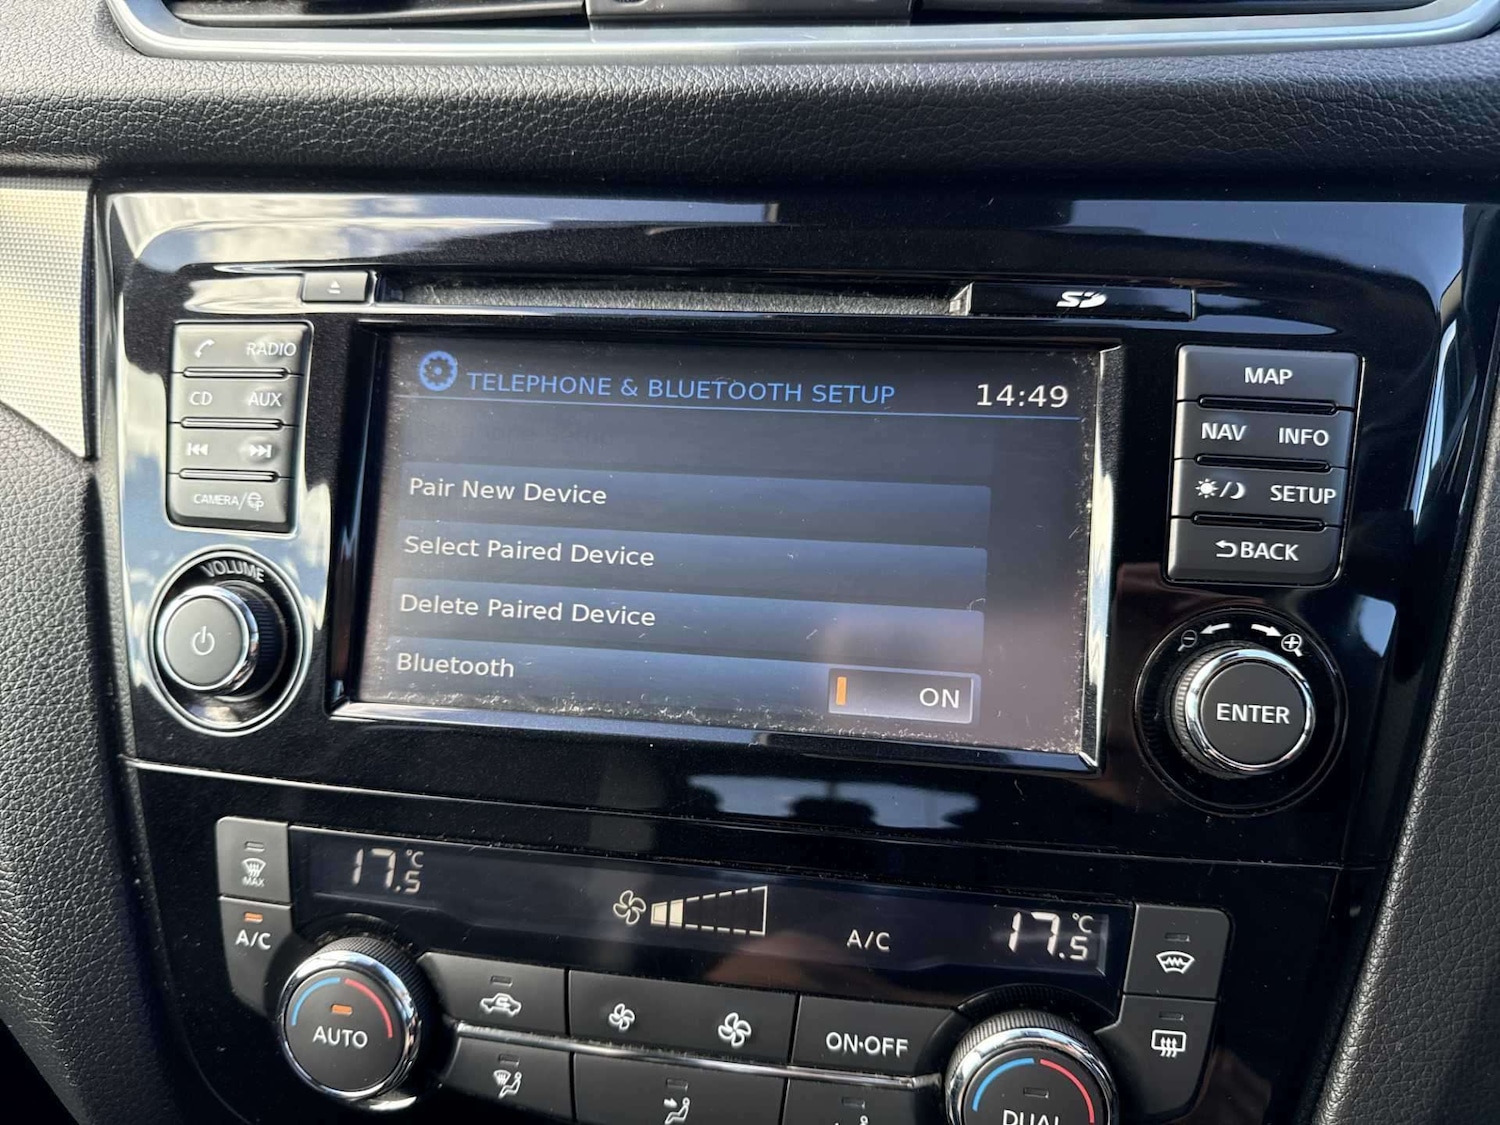 SD
RADIO
CD AUX
CAMERA/
VOLUME
TELEPHONE & BLUETOOTH SETUP 14:49
Pair New Device
Select Paired Device
Delete Paired Device
Bluetooth ON
MAP
NAV INFO
SETUP
BACK
ENTER
MAX
A/C
17.5°C
A/C
17.5°C
AUTO
ON·OFF
DUAL